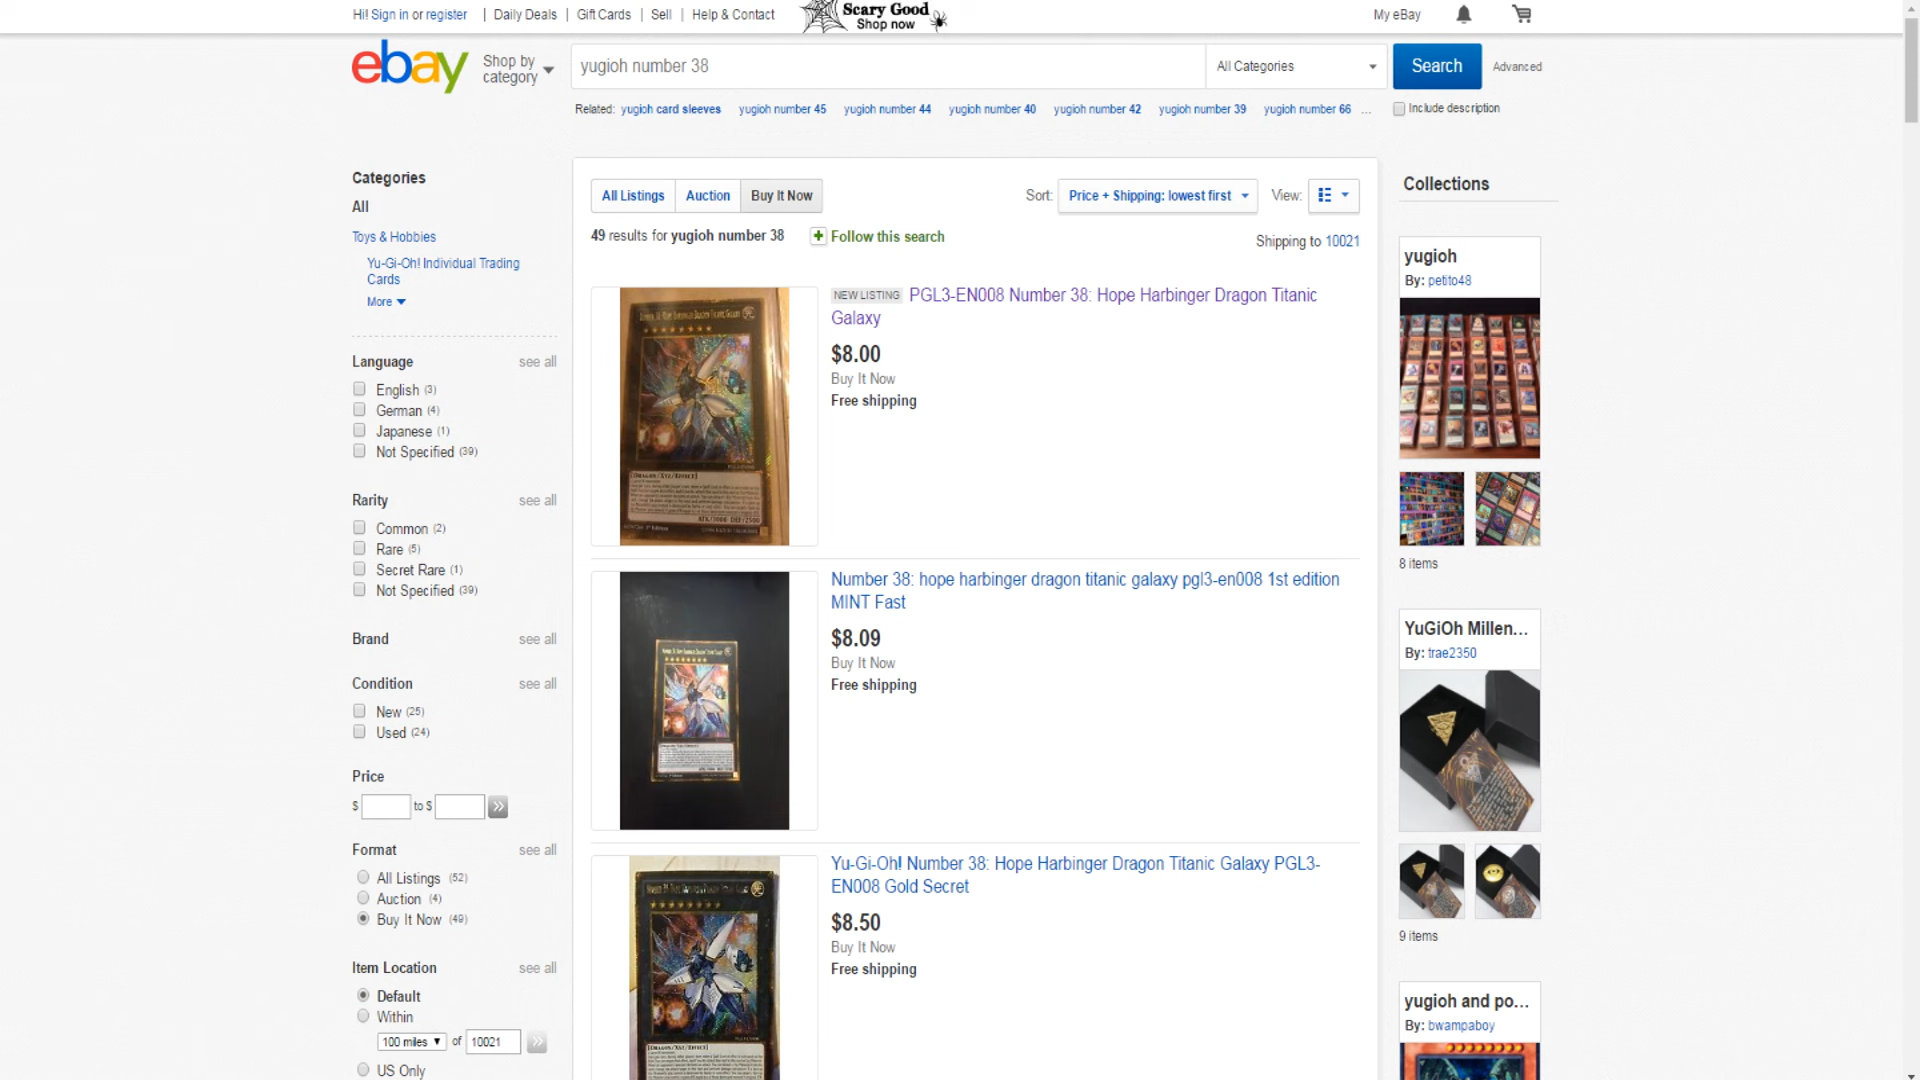 Hi! Sign in or register | Daily Deals | Gift Cards | Sell | Help & Contact
Scary Good
Shop now
My eBay
ebay
Shop by
category
yugioh number 38
All Categories
Search
Advanced
Related: yugioh card sleeves yugioh number 45 yugioh number 44 yugioh number 40 yugioh number 42 yugioh number 39 yugioh number 66 ...
Include description
Categories
All
Toys & Hobbies
Yu-Gi-Oh! Individual Trading
Cards
More
Language see all
English (3)
German (4)
Japanese (1)
Not Specified (39)
Rarity see all
Common (2)
Rare (5)
Secret Rare (1)
Not Specified (39)
Brand see all
Condition see all
New (25)
Used (24)
Price
$ to $
Format see all
All Listings (52)
Auction (4)
Buy It Now (49)
Item Location see all
Default
Within
100 miles of 10021
US Only
All Listings Auction Buy It Now
Sort: Price + Shipping: lowest first View:
49 results for yugioh number 38
Follow this search
Shipping to 10021
NEW LISTING PGL3-EN008 Number 38: Hope Harbinger Dragon Titanic
Galaxy
$8.00
Buy It Now
Free shipping
Number 38: hope harbinger dragon titanic galaxy pgl3-en008 1st edition
MINT Fast
$8.09
Buy It Now
Free shipping
Yu-Gi-Oh! Number 38: Hope Harbinger Dragon Titanic Galaxy PGL3-
EN008 Gold Secret
$8.50
Buy It Now
Free shipping
Collections
yugioh
By: petito48
8 items
YuGiOh Millen...
By: trae2350
9 items
yugioh and po...
By: bwampaboy